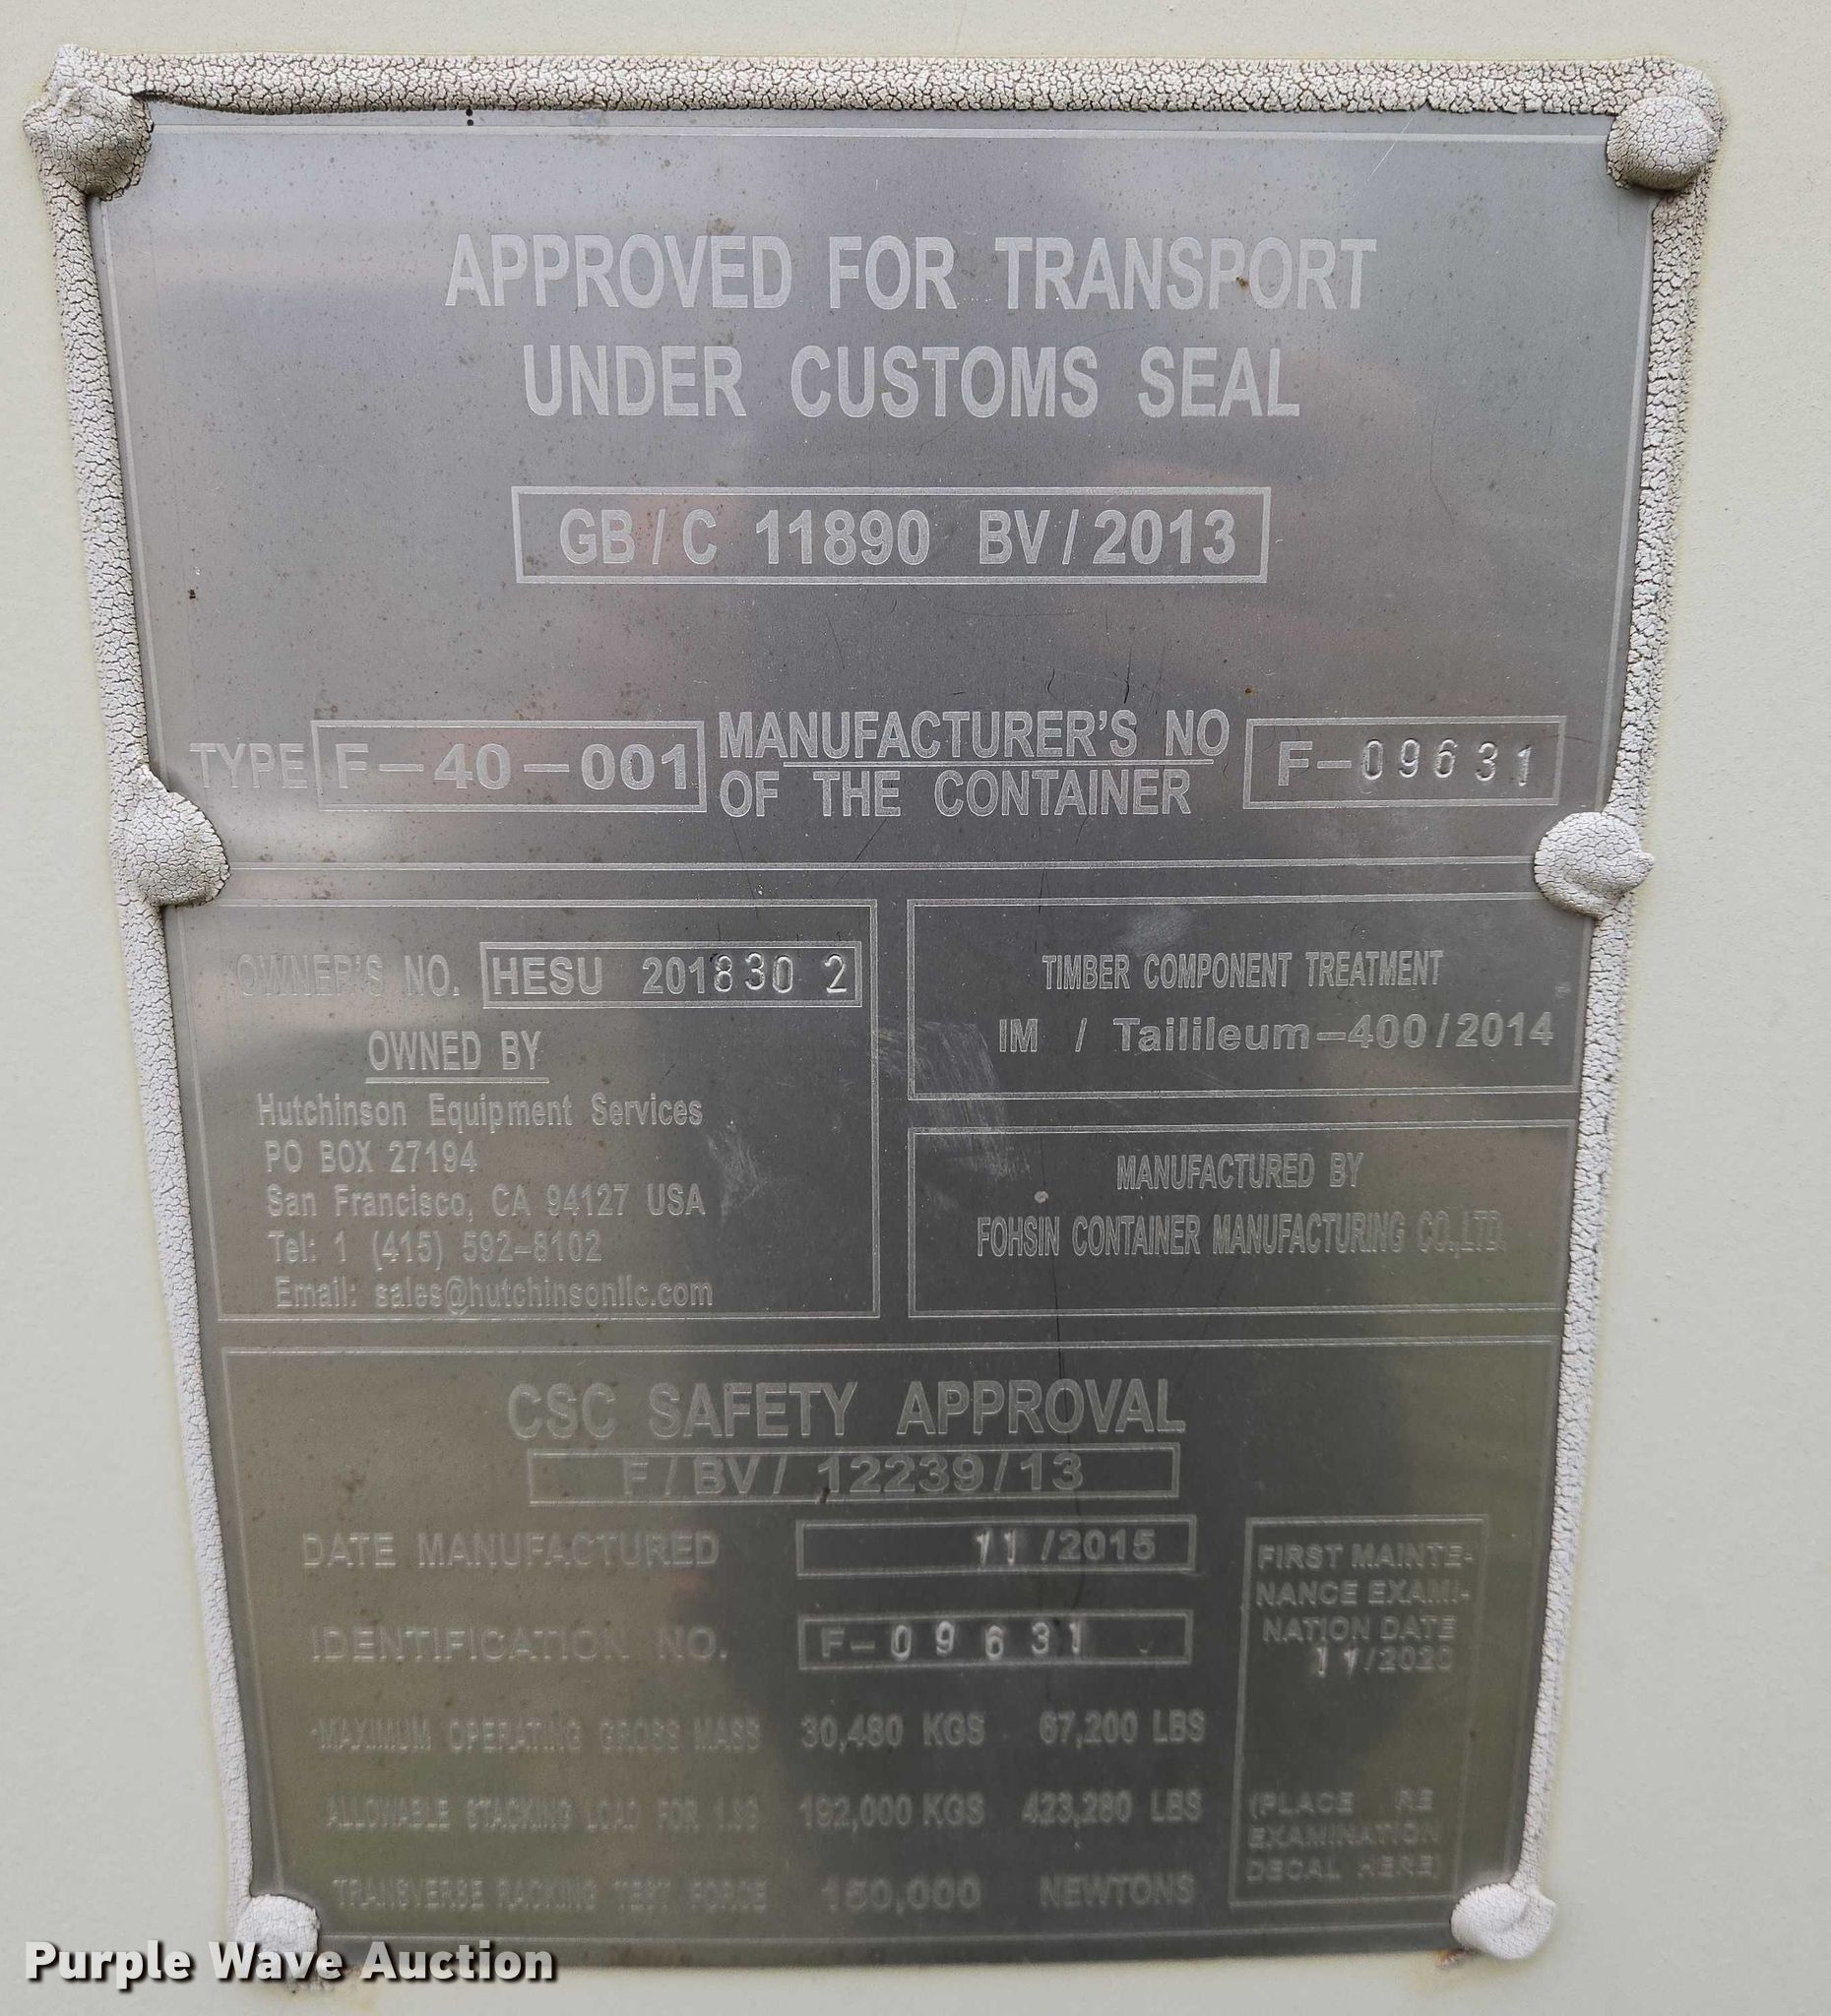 APPROVED FOR TRANSPORT
UNDER CUSTOMS SEAL
GB/C 11890 BV/2013
TYPE F-40-001 MANUFACTURER'S NO OF THE CONTAINER F-09631
OWNER'S NO. HESU 201830 2
OWNED BY
Hutchinson Equipment Services
PO BOX 27194
San Francisco, CA 94127 USA
Tel: 1 (415) 592-8102
Email: sales@hutchinsonllc.com
TIMBER COMPONENT TREATMENT
IM / Tailileum-400/2014
MANUFACTURED BY
FOHSIN CONTAINER MANUFACTURING CO.,LTD.
CSC SAFETY APPROVAL
F/BV/ 12239/13
DATE MANUFACTURED 11/2015
IDENTIFICATION NO. F-09631
MAXIMUM OPERATING GROSS MASS 30,480 KGS 67,200 LBS
ALLOWABLE STACKING LOAD FOR 1.8G 192,000 KGS 423,280 LBS
TRANSVERSE RACKING TEST FORCE 150,000 NEWTONS
FIRST MAINTE-
NANCE EXAMI-
NATION DATE
11/2020
(PLACE RE
EXAMINATION
DECAL HERE)
Purple Wave Auction